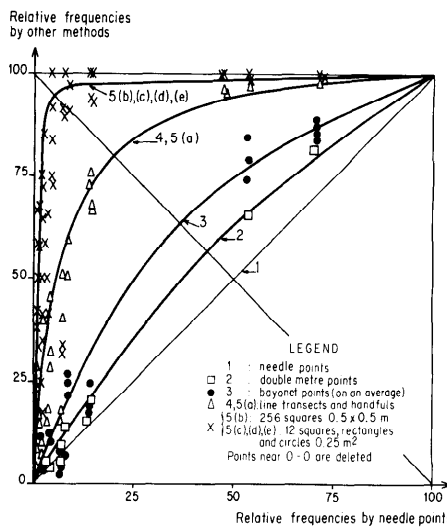 Relative frequencies
by other methods
100
5(b),(c),(d),(e)
4,5(a)
75
3
2
50
1
LEGEND
1 : needle points
2 : double metre points
3 : bayonet points (on an average)
4,5(a): line transects and handfuls
5(b): 256 squares 0.5 x 0.5 m
5(c),(d),(e): 12 squares, rectangles
and circles 0.25 m²
Points near 0-0 are deleted
25
0
25
50
75
100
Relative frequencies by needle point